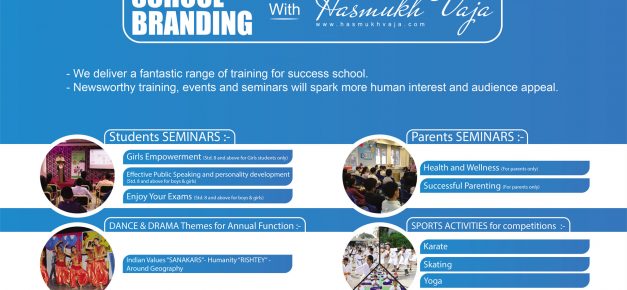 SCHOOL
BRANDING
With
Hasmukh Vaja
www.hasmukhvaja.com
- We deliver a fantastic range of training for success school.
- Newsworthy training, events and seminars will spark more human interest and audience appeal.
Students SEMINARS :-
Girls Empowerment (Std. 8 and above for Girls students only)
Effective Public Speaking and personality development
(Std. 8 and above for boys & girls)
Enjoy Your Exams (Std. 8 and above for boys & girls)
Parents SEMINARS :-
Health and Wellness (For parents only)
Successful Parenting (For parents only)
DANCE & DRAMA Themes for Annual Function :-
Indian Values "SANAKARS"- Humanity "RISHTEY" -
Around Geography
SPORTS ACTIVITIES for competitions :-
Karate
Skating
Yoga